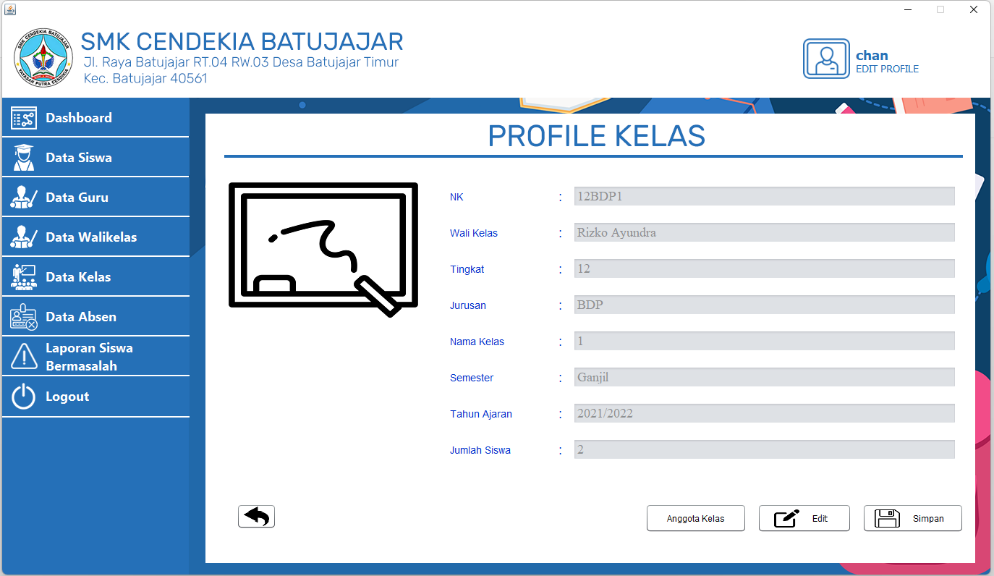 SMK CENDEKIA BATUJAJAR
Jl. Raya Batujajar RT.04 RW.03 Desa Batujajar Timur
Kec. Batujajar 40561
chan
EDIT PROFILE
Dashboard
Data Siswa
Data Guru
Data Walikelas
Data Kelas
Data Absen
Laporan Siswa
Bermasalah
Logout
PROFILE KELAS
NK : 12BDP1
Wali Kelas : Rizko Ayundra
Tingkat : 12
Jurusan : BDP
Nama Kelas : 1
Semester : Ganjil
Tahun Ajaran : 2021/2022
Jumlah Siswa : 2
Anggota Kelas
Edit
Simpan